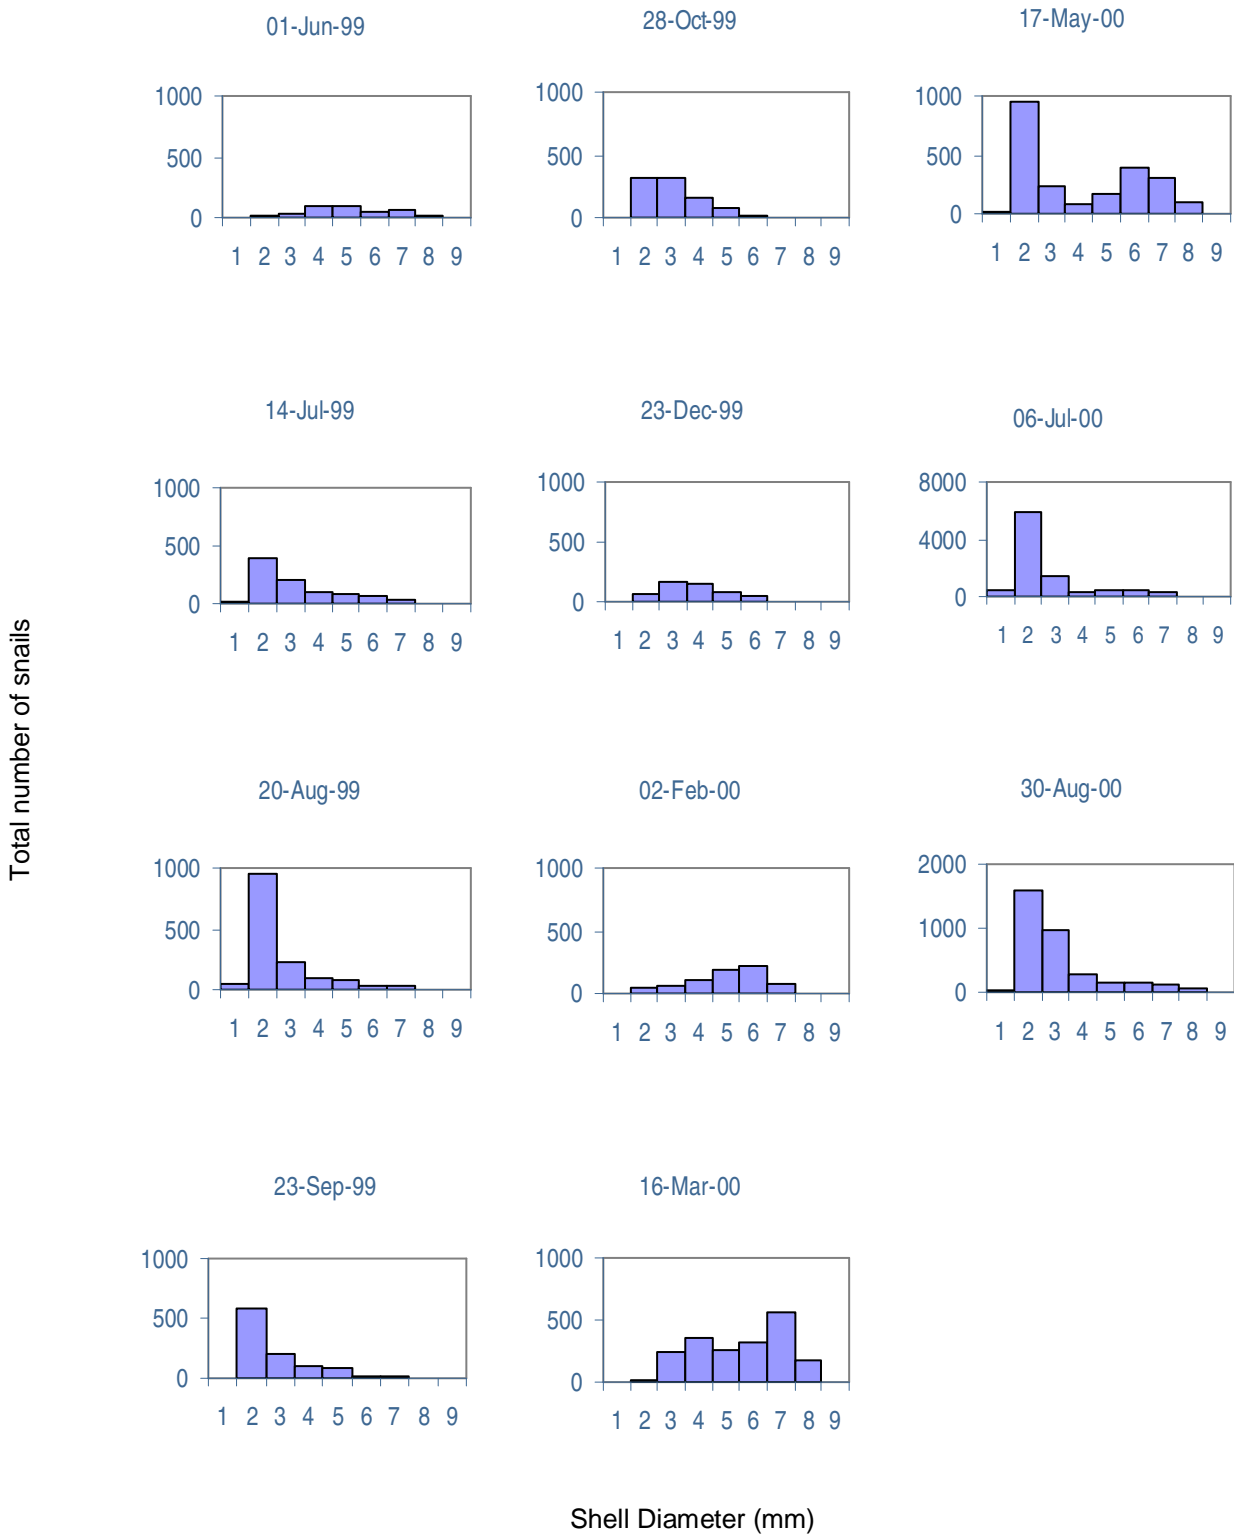 01-Jun-99
1000
500
0
1 2 3 4 5 6 7 8 9
28-Oct-99
1000
500
0
1 2 3 4 5 6 7 8 9
17-May-00
1000
500
0
1 2 3 4 5 6 7 8 9
14-Jul-99
1000
500
0
1 2 3 4 5 6 7 8 9
23-Dec-99
1000
500
0
1 2 3 4 5 6 7 8 9
06-Jul-00
8000
4000
0
1 2 3 4 5 6 7 8 9
Total number of snails
20-Aug-99
1000
500
0
1 2 3 4 5 6 7 8 9
02-Feb-00
1000
500
0
1 2 3 4 5 6 7 8 9
30-Aug-00
2000
1000
0
1 2 3 4 5 6 7 8 9
23-Sep-99
1000
500
0
1 2 3 4 5 6 7 8 9
16-Mar-00
1000
500
0
1 2 3 4 5 6 7 8 9
Shell Diameter (mm)